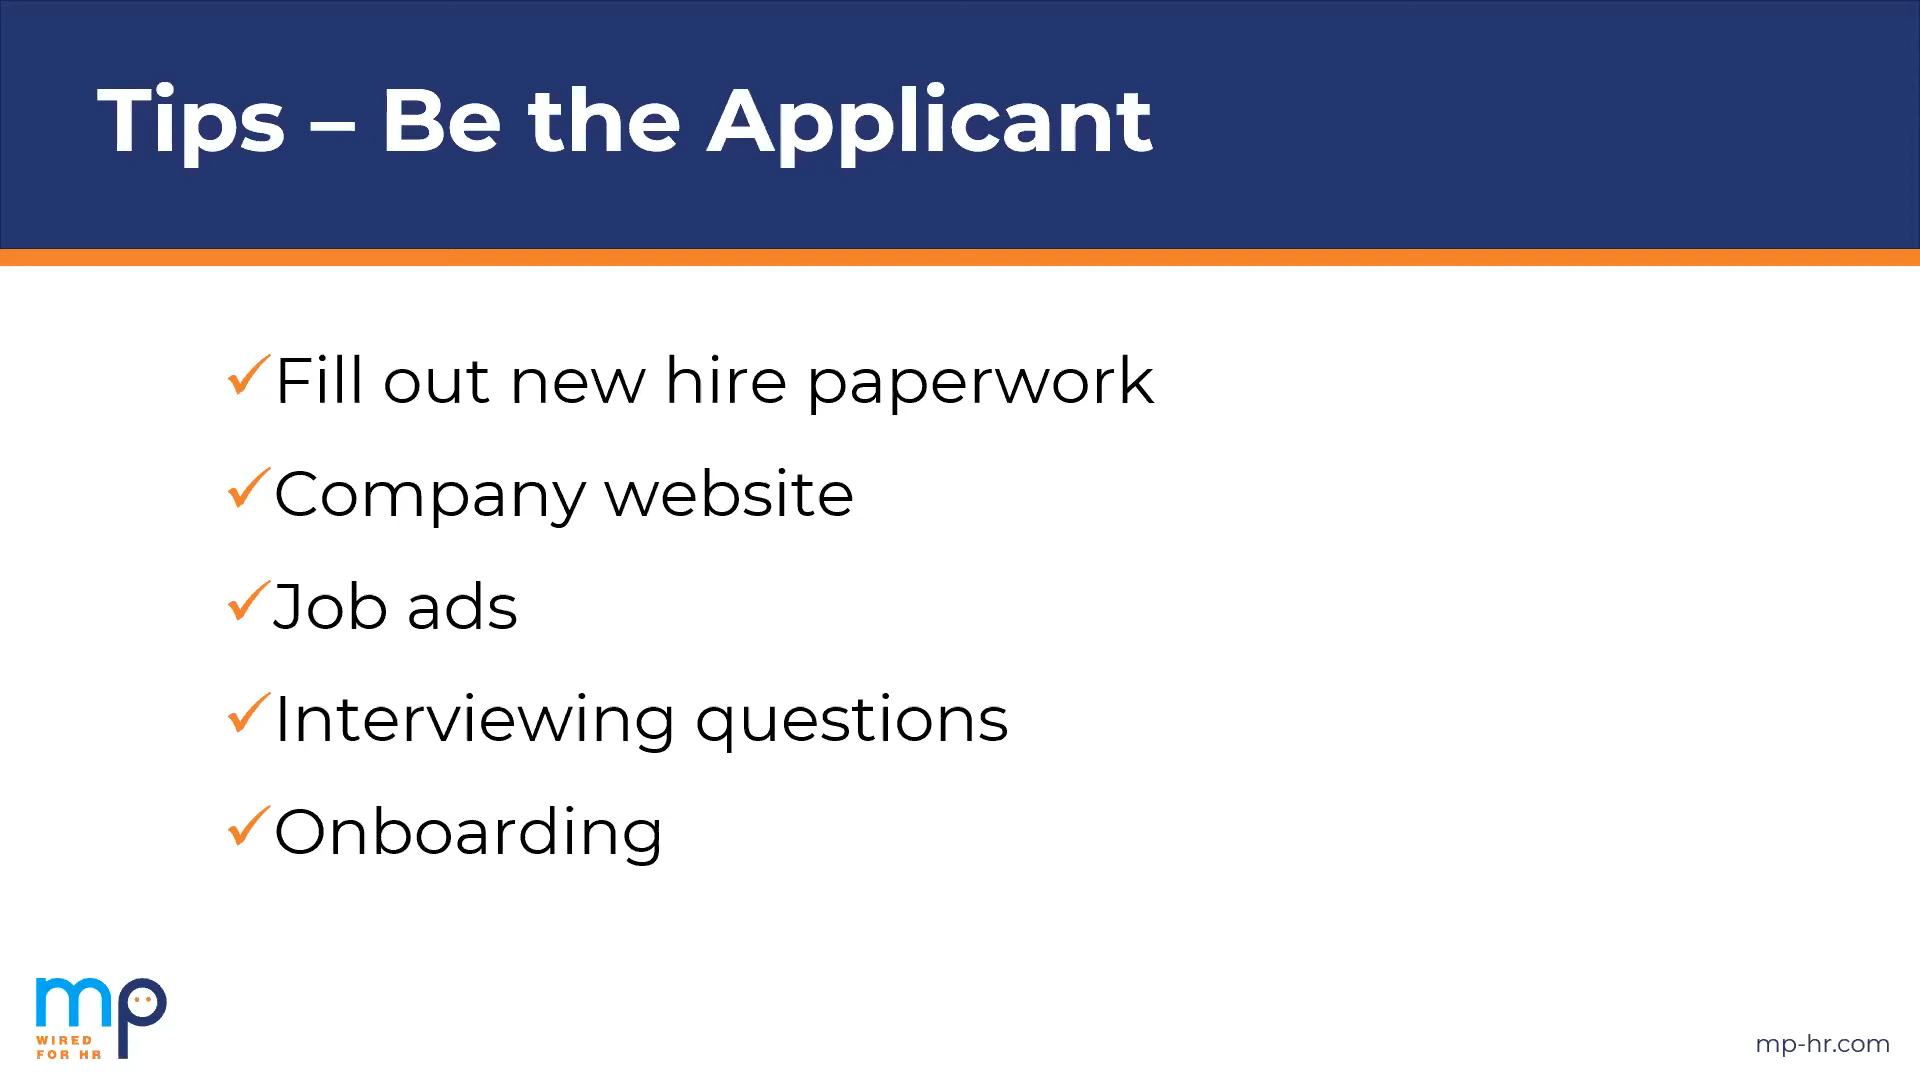 Tips – Be the Applicant
Fill out new hire paperwork
Company website
Job ads
Interviewing questions
Onboarding
mp
WIRED
FOR HR
mp-hr.com